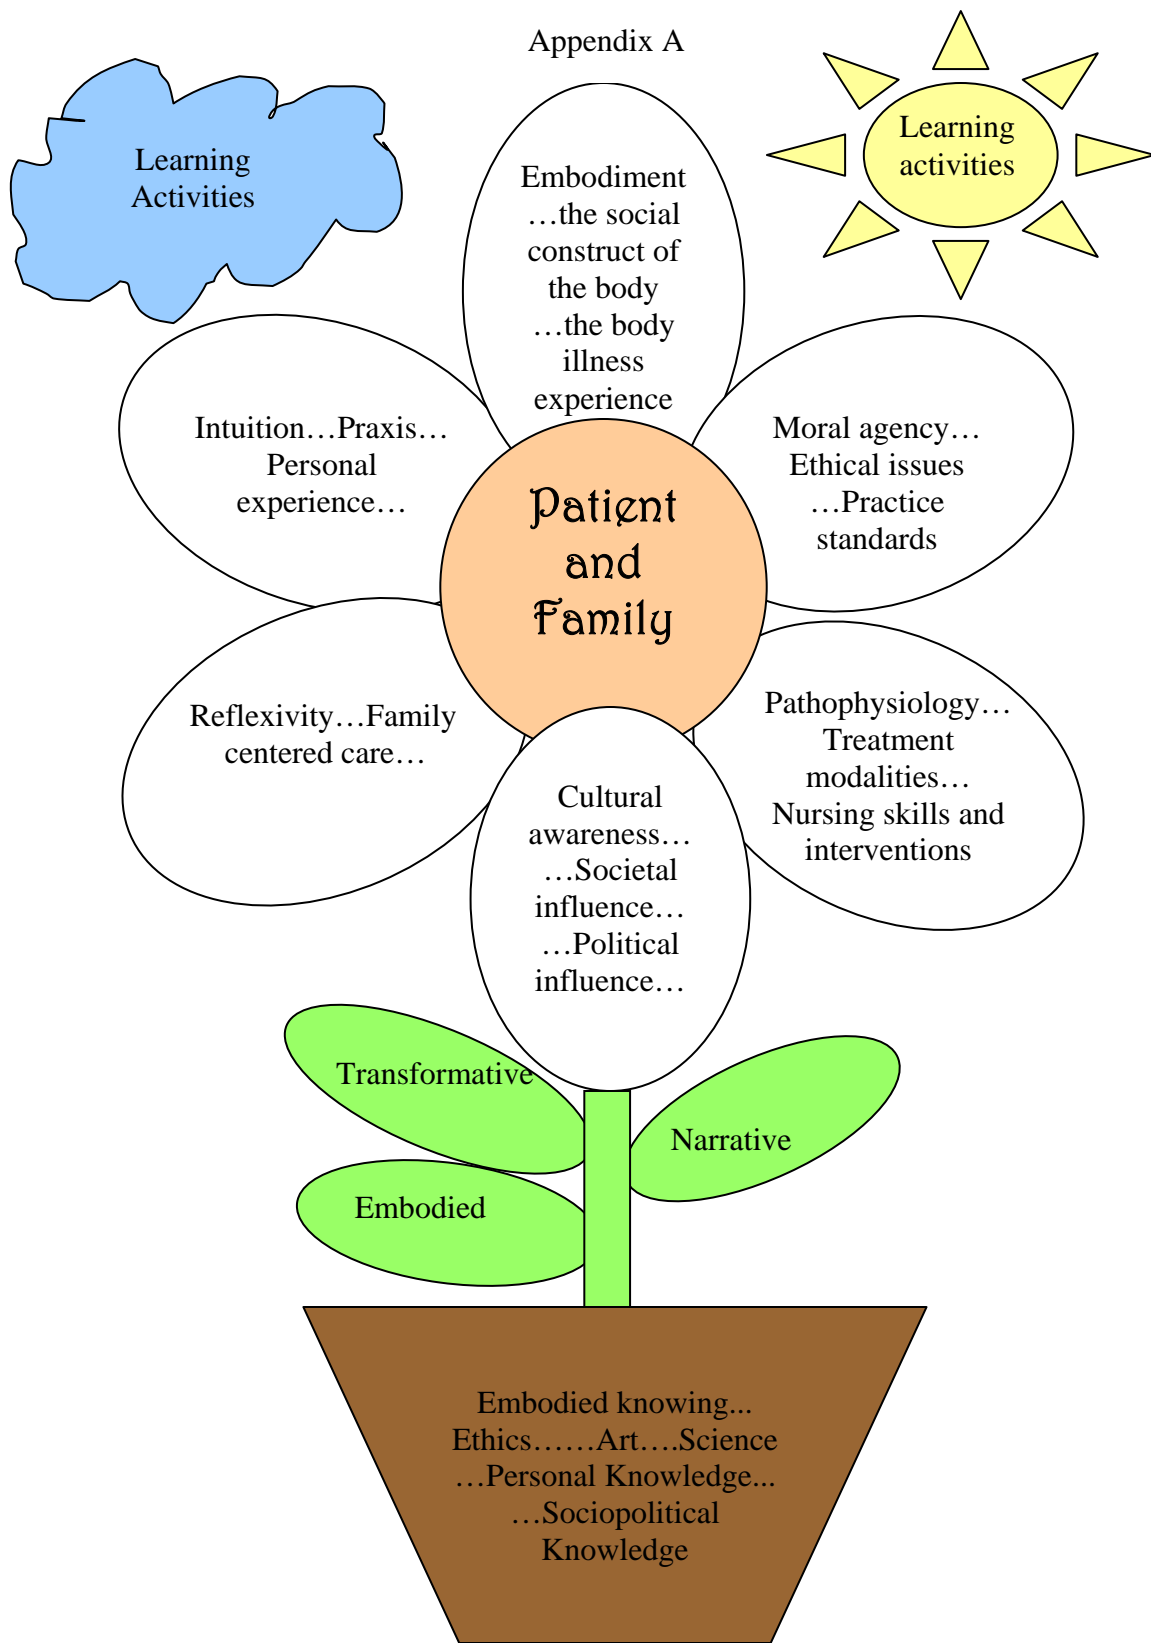 Appendix A
Learning
Activities
Learning
activities
Embodiment
…the social
construct of
the body
…the body
illness
experience
Intuition…Praxis…
Personal
experience…
Moral agency…
Ethical issues
…Practice
standards
Patient
and
Family
Reflexivity…Family
centered care…
Pathophysiology…
Treatment
modalities…
Nursing skills and
interventions
Cultural
awareness…
…Societal
influence…
…Political
influence…
Transformative
Narrative
Embodied
Embodied knowing...
Ethics……Art….Science
…Personal Knowledge...
…Sociopolitical
Knowledge